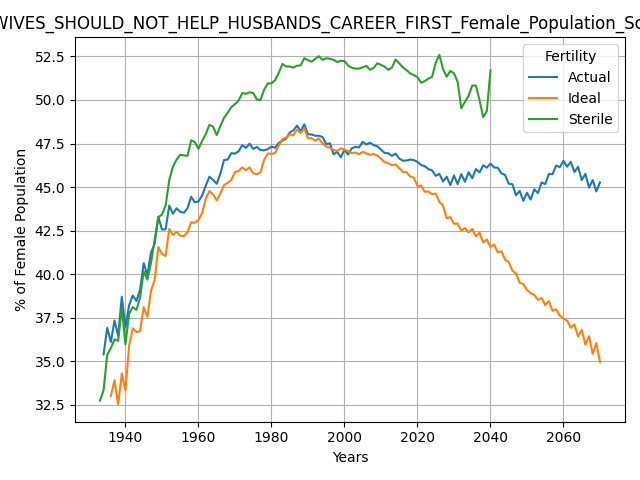 WIVES_SHOULD_NOT_HELP_HUSBANDS_CAREER_FIRST_Female_Population_Sc
Fertility
Actual
Ideal
Sterile
% of Female Population
52.5
50.0
47.5
45.0
42.5
40.0
37.5
35.0
32.5
1940
1960
1980
2000
2020
2040
2060
Years